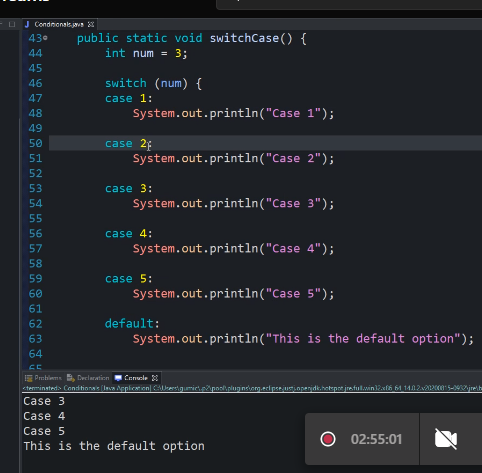 Conditionals.java
43 public static void switchCase() {
44 int num = 3;
45
46 switch (num) {
47 case 1:
48 System.out.println("Case 1");
49
50 case 2:
51 System.out.println("Case 2");
52
53 case 3:
54 System.out.println("Case 3");
55
56 case 4:
57 System.out.println("Case 4");
58
59 case 5:
60 System.out.println("Case 5");
61
62 default:
63 System.out.println("This is the default option");
64
65
Problems Declaration Console
<terminated> Conditionals [Java Application]
Case 3
Case 4
Case 5
This is the default option
02:55:01